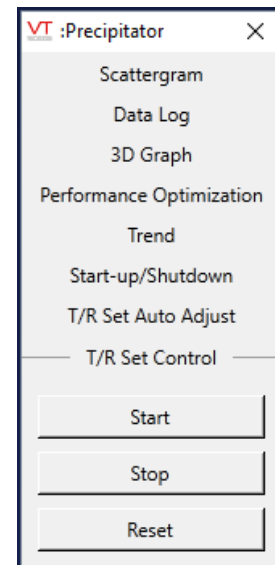 VT :Precipitator
Scattergram
Data Log
3D Graph
Performance Optimization
Trend
Start-up/Shutdown
T/R Set Auto Adjust
T/R Set Control
Start
Stop
Reset